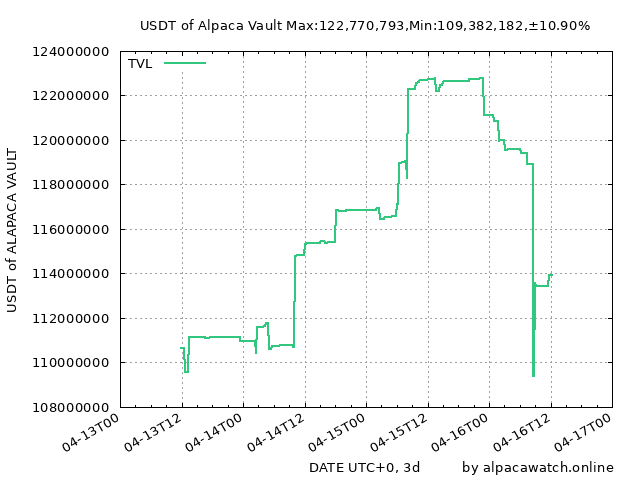 USDT of Alpaca Vault Max:122,770,793,Min:109,382,182,±10.90%
TVL
124000000
122000000
120000000
118000000
116000000
114000000
112000000
110000000
108000000
USDT of ALAPACA VAULT
04-13T00
04-13T12
04-14T00
04-14T12
04-15T00
04-15T12
04-16T00
04-16T12
04-17T00
DATE UTC+0, 3d
by alpacawatch.online